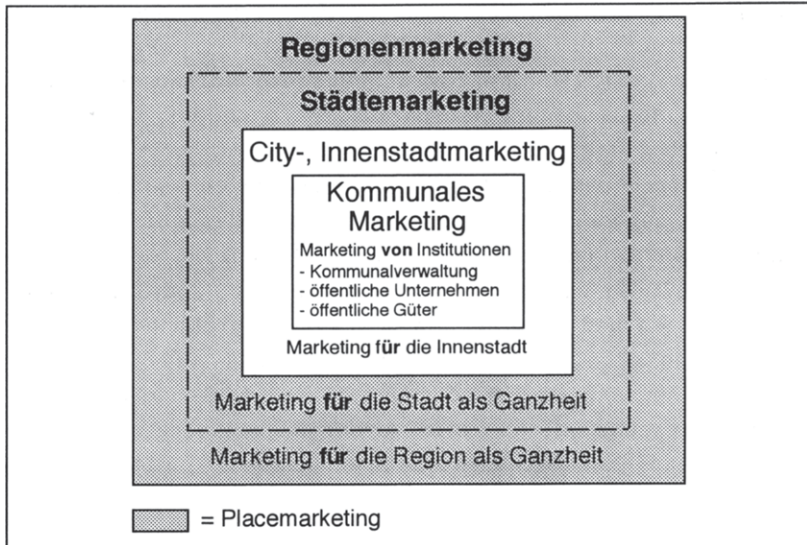 Regionenmarketing
Städtemarketing
City-, Innenstadtmarketing
Kommunales
Marketing
Marketing von Institutionen
- Kommunalverwaltung
- öffentliche Unternehmen
- öffentliche Güter
Marketing für die Innenstadt
Marketing für die Stadt als Ganzheit
Marketing für die Region als Ganzheit
= Placemarketing